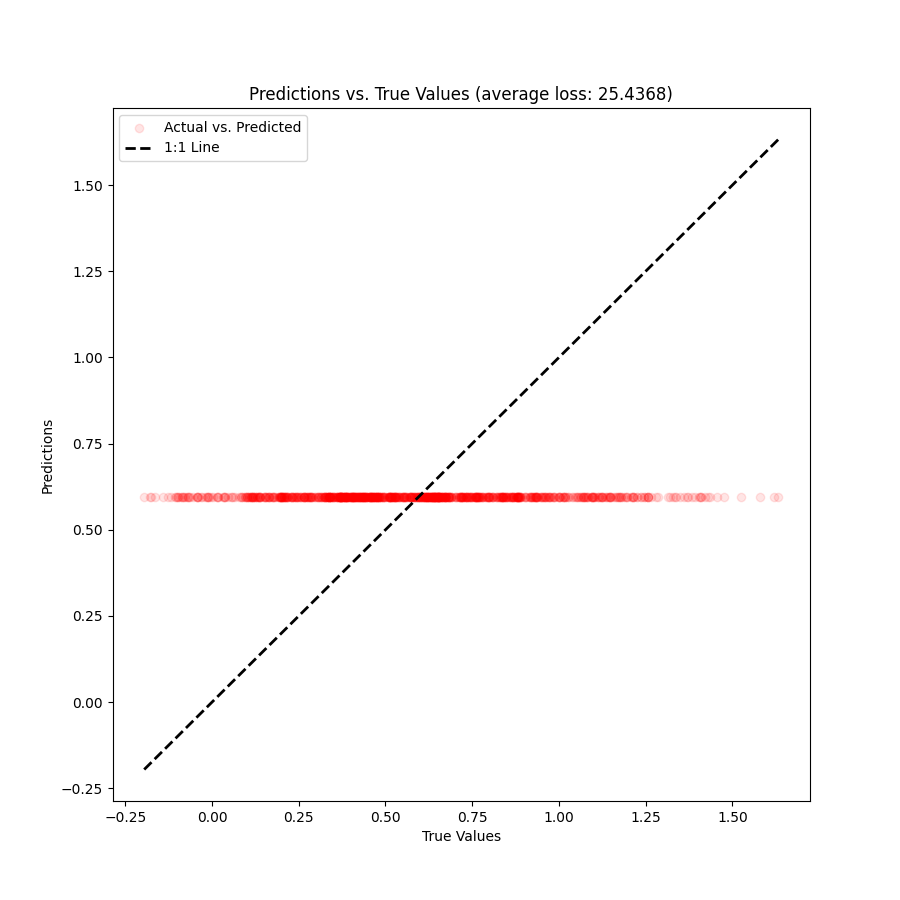 Predictions vs. True Values (average loss: 25.4368)
Actual vs. Predicted
1:1 Line
1.50
1.25
1.00
0.75
0.50
0.25
0.00
−0.25
Predictions
−0.25 0.00 0.25 0.50 0.75 1.00 1.25 1.50
True Values